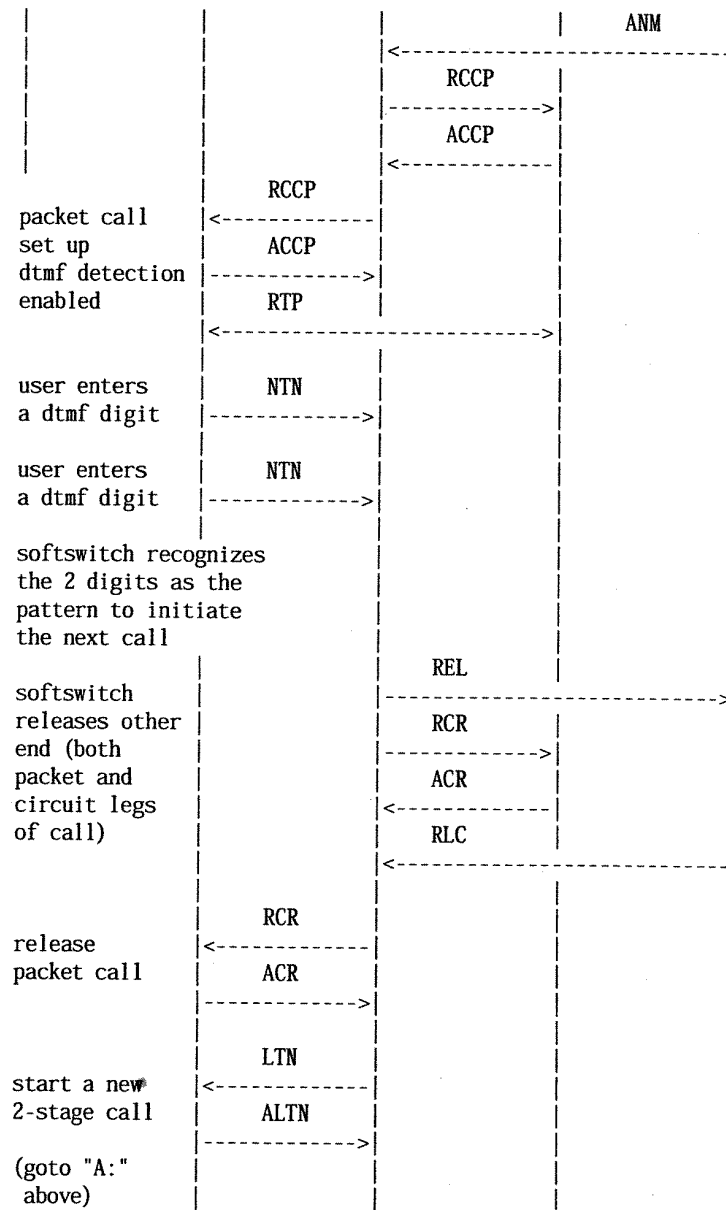 ANM
RCCP
ACCP
RCCP
packet call
set up ACCP
dtmf detection
enabled RTP
user enters NTN
a dtmf digit
user enters NTN
a dtmf digit
softswitch recognizes
the 2 digits as the
pattern to initiate
the next call
REL
softswitch
releases other RCR
end (both
packet and ACR
circuit legs
of call) RLC
RCR
release
packet call ACR
LTN
start a new
2-stage call ALTN
(goto "A:"
above)